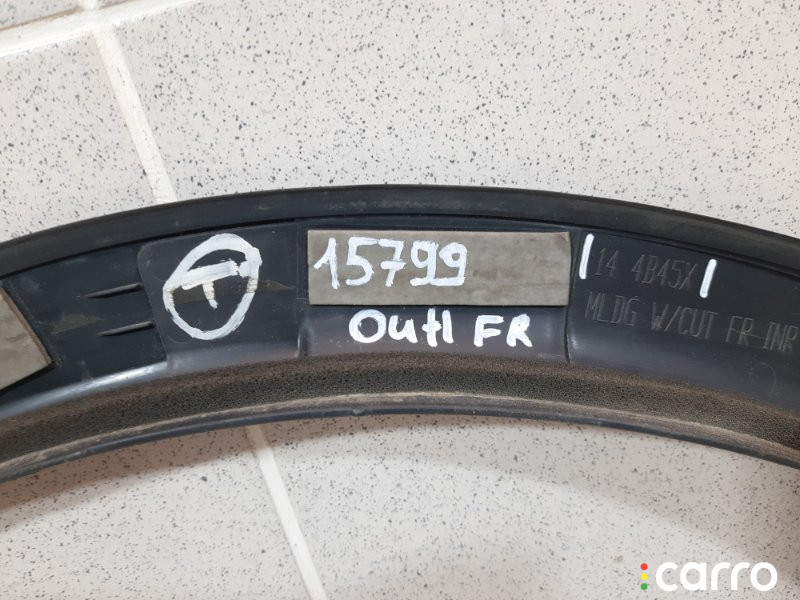 T
15799
Outl FR
14 4B45X
MLDG W/CUT FR INR
carro